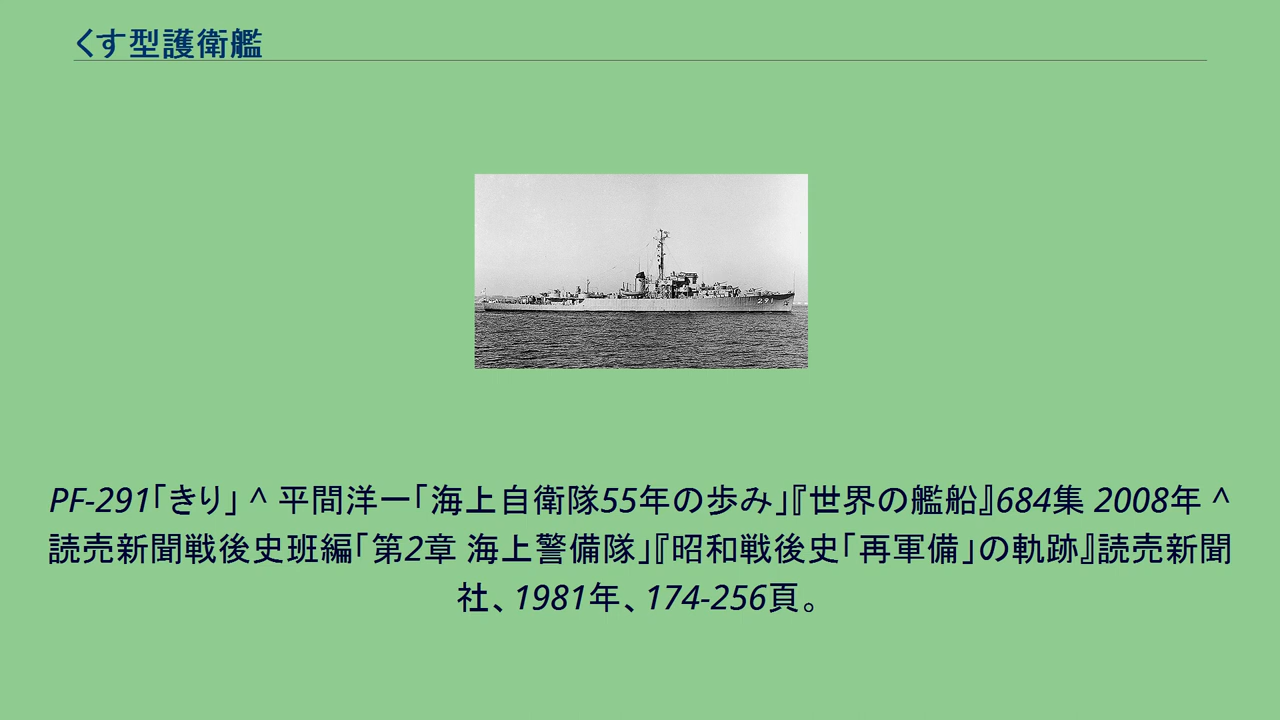 くす型護衛艦
291
PF-291「きり」 ^ 平間洋一「海上自衛隊55年の歩み」『世界の艦船』684集 2008年 ^
読売新聞戦後史班編「第2章 海上警備隊」『昭和戦後史「再軍備」の軌跡』読売新聞
社、1981年、174-256頁。